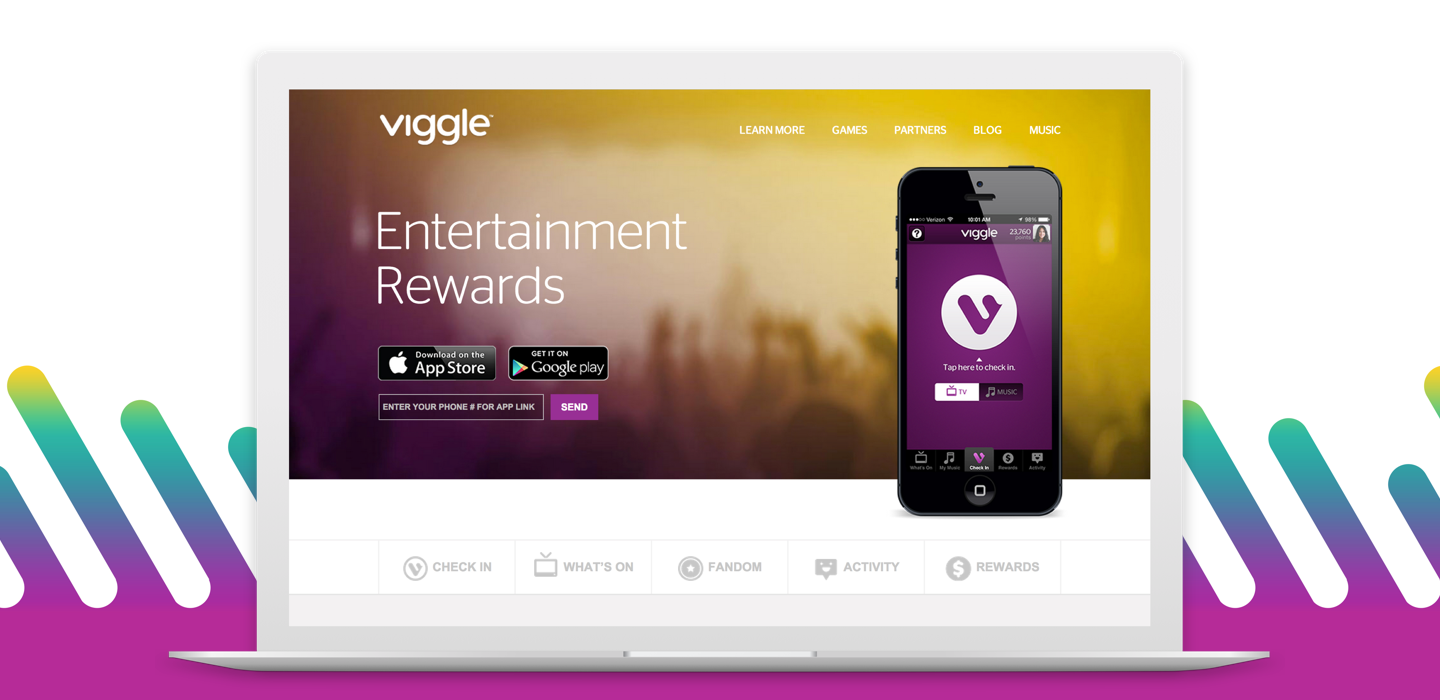 viggle™
LEARN MORE GAMES PARTNERS BLOG MUSIC
Entertainment
Rewards
Download on the
App Store
GET IT ON
Google play
ENTER YOUR PHONE # FOR APP LINK SEND
Verizon 10:01 AM 98%
? viggle 23,760
points
Tap here to check in.
TV MUSIC
What's On My Music Check In Rewards Activity
CHECK IN WHAT'S ON FANDOM ACTIVITY REWARDS